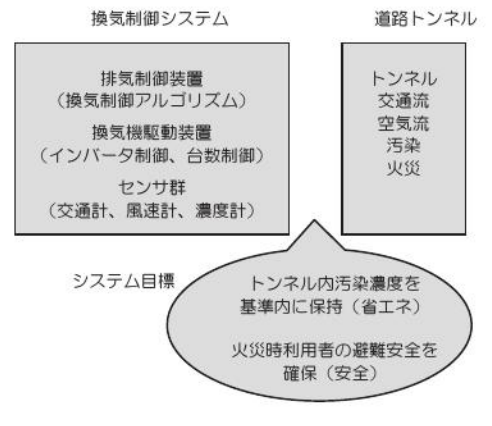 換気制御システム
道路トンネル
排気制御装置
(換気制御アルゴリズム)
換気機駆動装置
(インバータ制御、台数制御)
センサ群
(交通計、風速計、濃度計)
トンネル
交通流
空気流
汚染
火災
システム目標
トンネル内汚染濃度を
基準内に保持(省エネ)
火災時利用者の避難安全を
確保(安全)